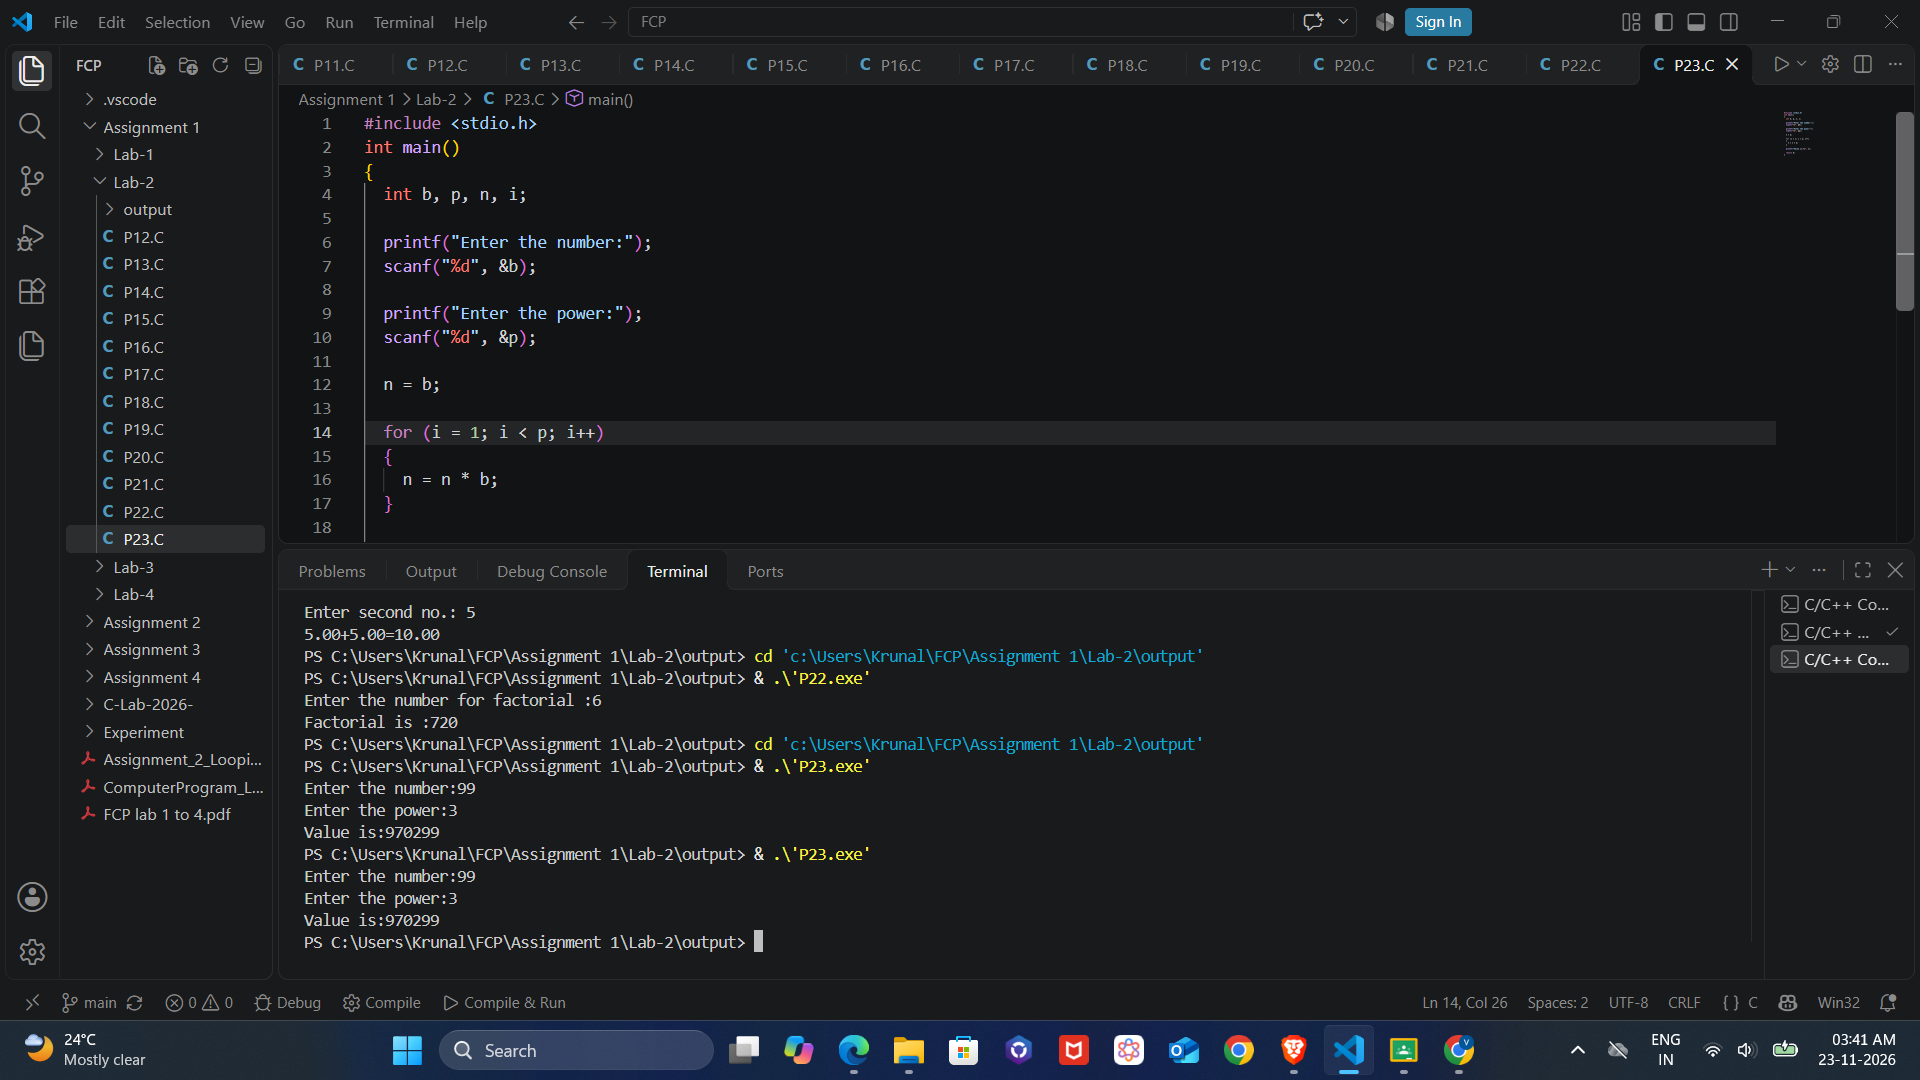 File Edit Selection View Go Run Terminal Help
FCP
Sign In
FCP
P11.C P12.C P13.C P14.C P15.C P16.C P17.C P18.C P19.C P20.C P21.C P22.C P23.C
.vscode
Assignment 1
Lab-1
Lab-2
output
P12.C
P13.C
P14.C
P15.C
P16.C
P17.C
P18.C
P19.C
P20.C
P21.C
P22.C
P23.C
Lab-3
Lab-4
Assignment 2
Assignment 3
Assignment 4
C-Lab-2026-
Experiment
Assignment_2_Loopi...
ComputerProgram_L...
FCP lab 1 to 4.pdf
Assignment 1 > Lab-2 > C P23.C > main()
1 #include <stdio.h>
2 int main()
3 {
4 int b, p, n, i;
5
6 printf("Enter the number:");
7 scanf("%d", &b);
8
9 printf("Enter the power:");
10 scanf("%d", &p);
11
12 n = b;
13
14 for (i = 1; i < p; i++)
15 {
16 n = n * b;
17 }
18
Problems Output Debug Console Terminal Ports
Enter second no.: 5
5.00+5.00=10.00
PS C:\Users\Krunal\FCP\Assignment 1\Lab-2\output> cd 'c:\Users\Krunal\FCP\Assignment 1\Lab-2\output'
PS C:\Users\Krunal\FCP\Assignment 1\Lab-2\output> & .\'P22.exe'
Enter the number for factorial :6
Factorial is :720
PS C:\Users\Krunal\FCP\Assignment 1\Lab-2\output> cd 'c:\Users\Krunal\FCP\Assignment 1\Lab-2\output'
PS C:\Users\Krunal\FCP\Assignment 1\Lab-2\output> & .\'P23.exe'
Enter the number:99
Enter the power:3
Value is:970299
PS C:\Users\Krunal\FCP\Assignment 1\Lab-2\output> & .\'P23.exe'
Enter the number:99
Enter the power:3
Value is:970299
PS C:\Users\Krunal\FCP\Assignment 1\Lab-2\output>
C/C++ Co...
C/C++ ...
C/C++ Co...
main 0 0 Debug Compile Compile & Run
Ln 14, Col 26 Spaces: 2 UTF-8 CRLF {} C Win32
24°C
Mostly clear
Search
ENG
IN
03:41 AM
23-11-2026